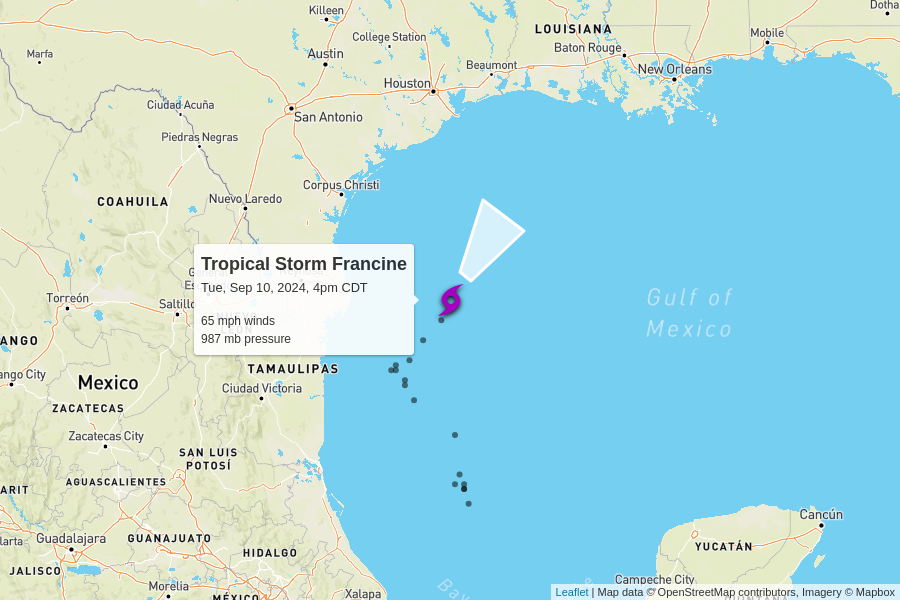 Dotha
Killeen
LOUISIANA
College Station
Mobile
Marfa
Austin
Baton Rouge
Beaumont
New Orleans
Houston
Ciudad Acuña
San Antonio
Piedras Negras
Corpus Christi
COAHUILA
Nuevo Laredo
Tropical Storm Francine
Tue, Sep 10, 2024, 4pm CDT
65 mph winds
987 mb pressure
Torreón
Saltillo
Gulf of
Mexico
ANGO
TAMAULIPAS
ango City
Mexico
Ciudad Victoria
ZACATECAS
Zacatecas City
SAN LUIS
POTOSÍ
AGUASCALIENTES
ARIT
Cancún
GUANAJUATO
Guadalajara
larta
YUCATÁN
HIDALGO
JALISCO
Morelia
Campeche City
MÉXICO
Xalapa
Leaflet | Map data © OpenStreetMap contributors, Imagery © Mapbox